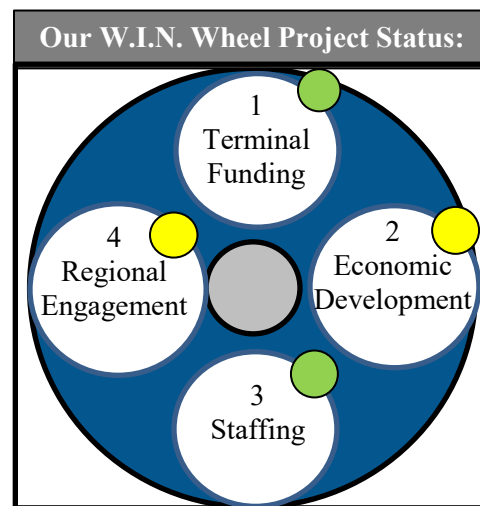 Our W.I.N. Wheel Project Status:
1
Terminal
Funding
2
Economic
Development
3
Staffing
4
Regional
Engagement